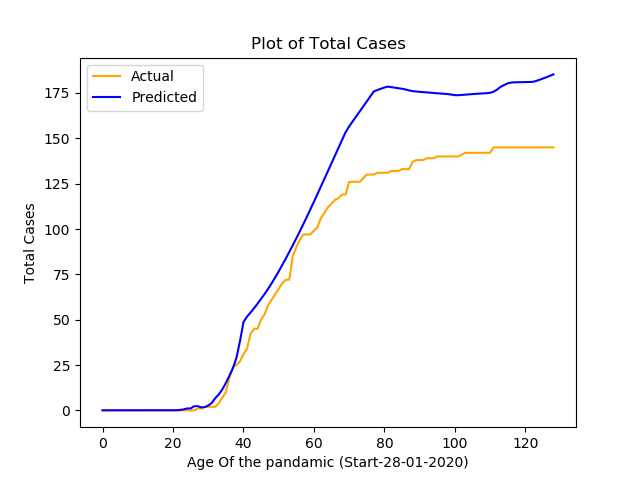 Plot of Total Cases
Actual
Predicted
175
150
125
100
75
50
25
0
Total Cases
0 20 40 60 80 100 120
Age Of the pandamic (Start-28-01-2020)